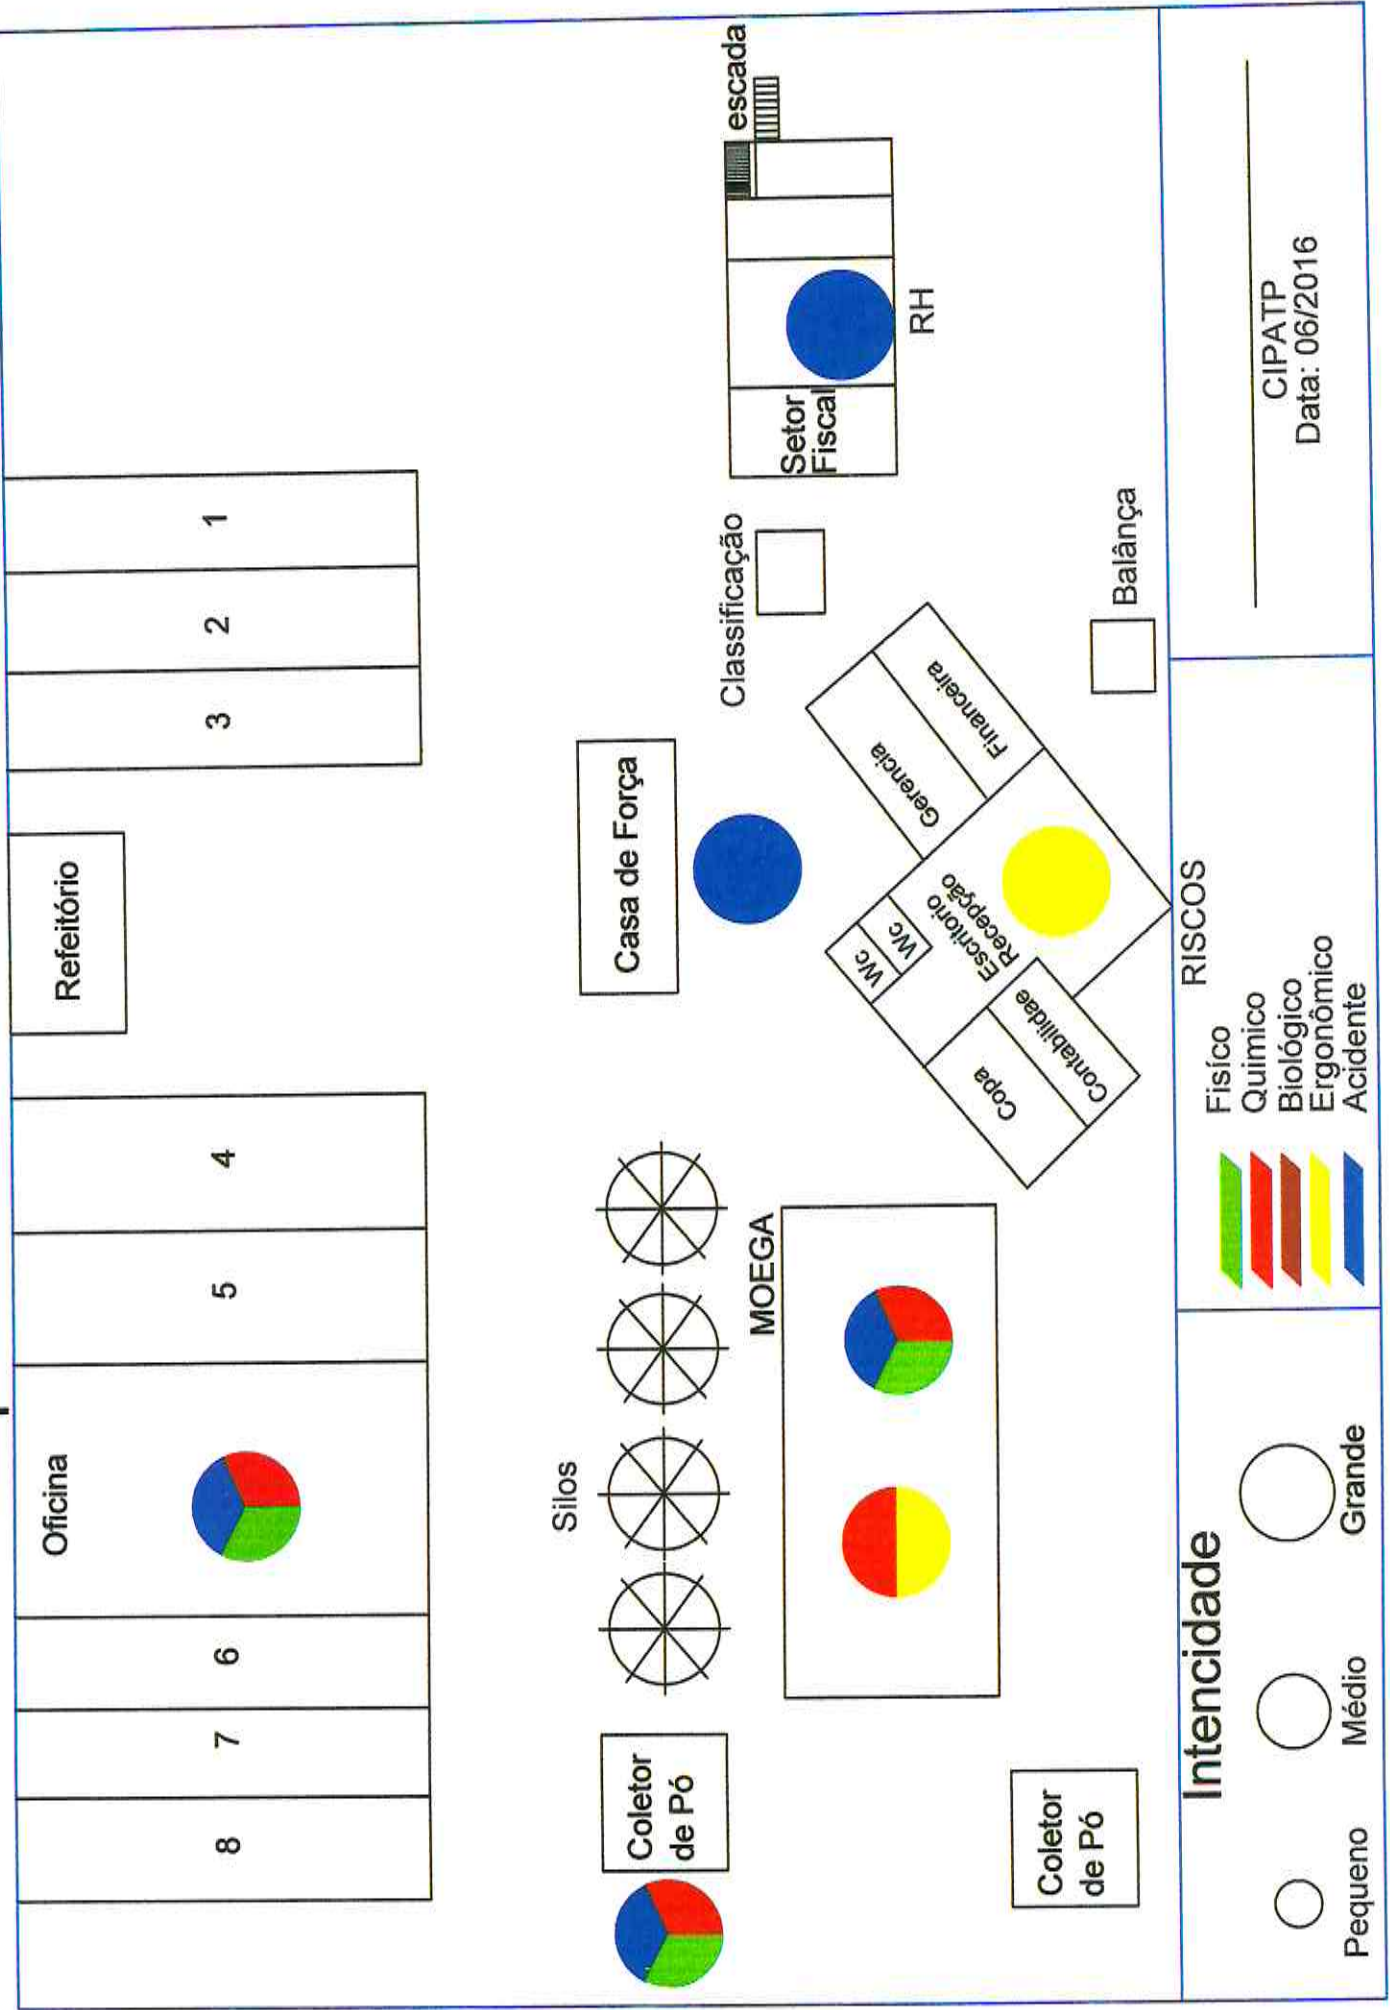 8
7
6
Oficina
5
4
Refeitório
3
2
1
Silos
Coletor
de Pó
Casa de Força
MOEGA
Classificação
escada
Setor
Fiscal
RH
Wc
Wc
Gerencia
Financeira
Escritorio
Recepção
Copa
Contabilidae
Coletor
de Pó
Balânça
Intencidade
Pequeno
Médio
Grande
RISCOS
Fisíco
Quimico
Biológico
Ergonômico
Acidente
CIPATP
Data: 06/2016